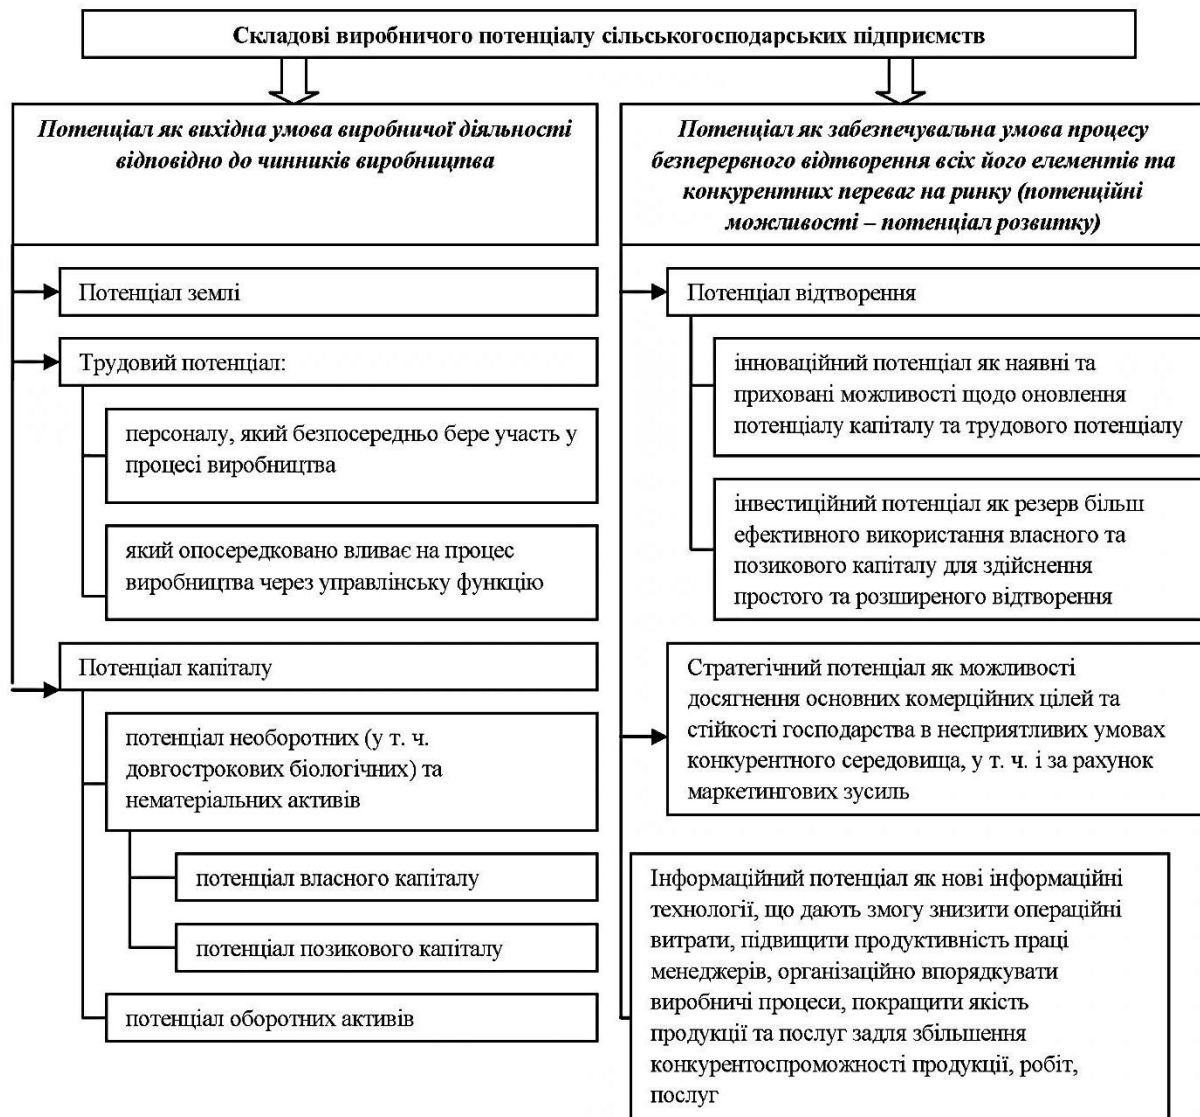 Складові виробничого потенціалу сільськогосподарських підприємств
Потенціал як вихідна умова виробничої діяльності
відповідно до чинників виробництва
Потенціал землі
Трудовий потенціал:
персоналу, який безпосередньо бере участь у
процесі виробництва
який опосередковано вливає на процес
виробництва через управлінську функцію
Потенціал капіталу
потенціал необоротних (у т. ч.
довгострокових біологічних) та
нематеріальних активів
потенціал власного капіталу
потенціал позикового капіталу
потенціал оборотних активів
Потенціал як забезпечувальна умова процесу
безперервного відтворення всіх його елементів та
конкурентних переваг на ринку (потенційні
можливості – потенціал розвитку)
Потенціал відтворення
інноваційний потенціал як наявні та
приховані можливості щодо оновлення
потенціалу капіталу та трудового потенціалу
інвестиційний потенціал як резерв більш
ефективного використання власного та
позикового капіталу для здійснення
простого та розширеного відтворення
Стратегічний потенціал як можливості
досягнення основних комерційних цілей та
стійкості господарства в несприятливих умовах
конкурентного середовища, у т. ч. і за рахунок
маркетингових зусиль
Інформаційний потенціал як нові інформаційні
технології, що дають змогу знизити операційні
витрати, підвищити продуктивність праці
менеджерів, організаційно впорядкувати
виробничі процеси, покращити якість
продукції та послуг задля збільшення
конкурентоспроможності продукції, робіт,
послуг